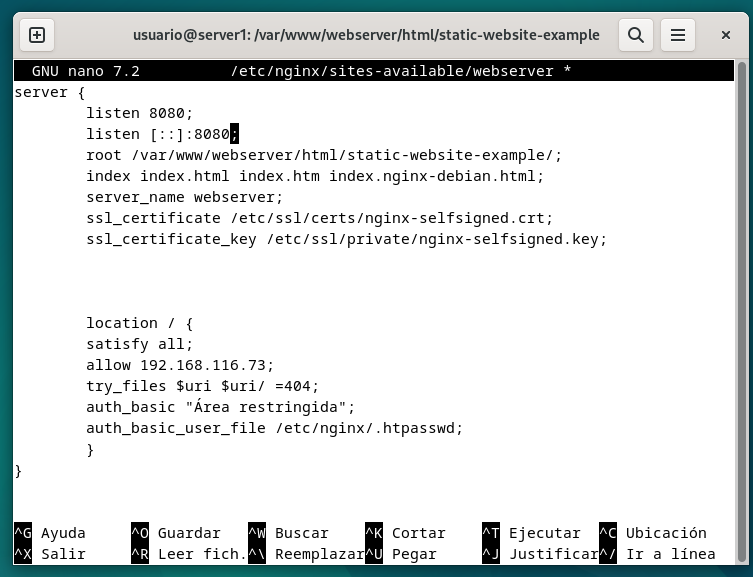 usuario@server1: /var/www/webserver/html/static-website-example
GNU nano 7.2 /etc/nginx/sites-available/webserver *
server {
listen 8080;
listen [::]:8080;
root /var/www/webserver/html/static-website-example/;
index index.html index.htm index.nginx-debian.html;
server_name webserver;
ssl_certificate /etc/ssl/certs/nginx-selfsigned.crt;
ssl_certificate_key /etc/ssl/private/nginx-selfsigned.key;
location / {
satisfy all;
allow 192.168.116.73;
try_files $uri $uri/ =404;
auth_basic "Área restringida";
auth_basic_user_file /etc/nginx/.htpasswd;
}
}
^G Ayuda ^O Guardar ^W Buscar ^K Cortar ^T Ejecutar ^C Ubicación
^X Salir ^R Leer fich.^\ Reemplazar^U Pegar ^J Justificar^/ Ir a línea